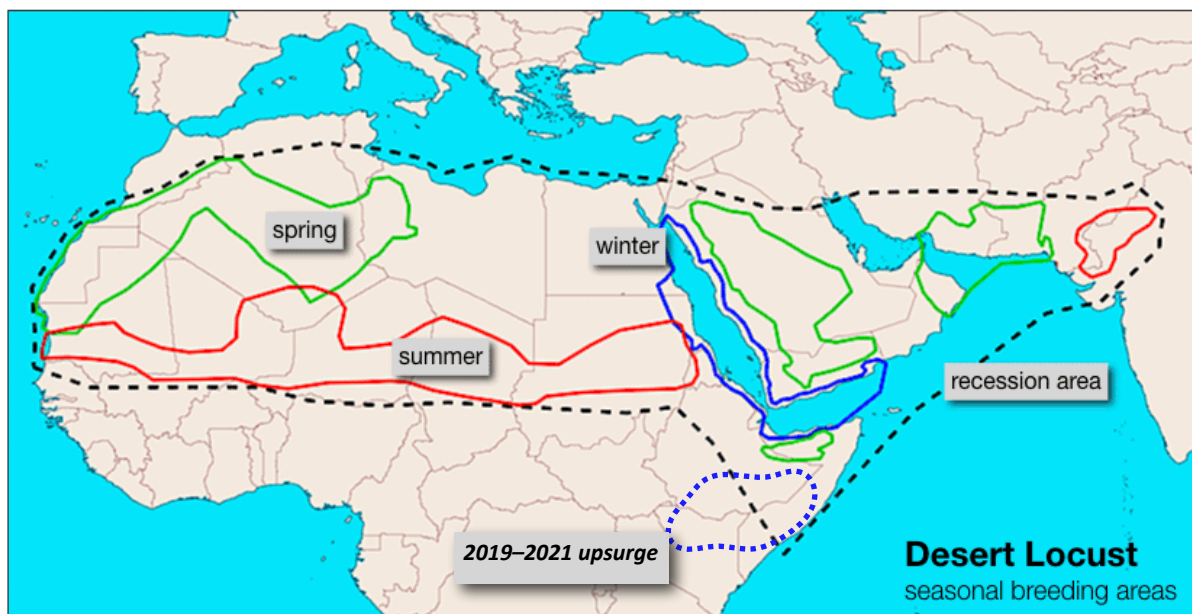 spring
winter
summer
recession area
2019–2021 upsurge
Desert Locust
seasonal breeding areas